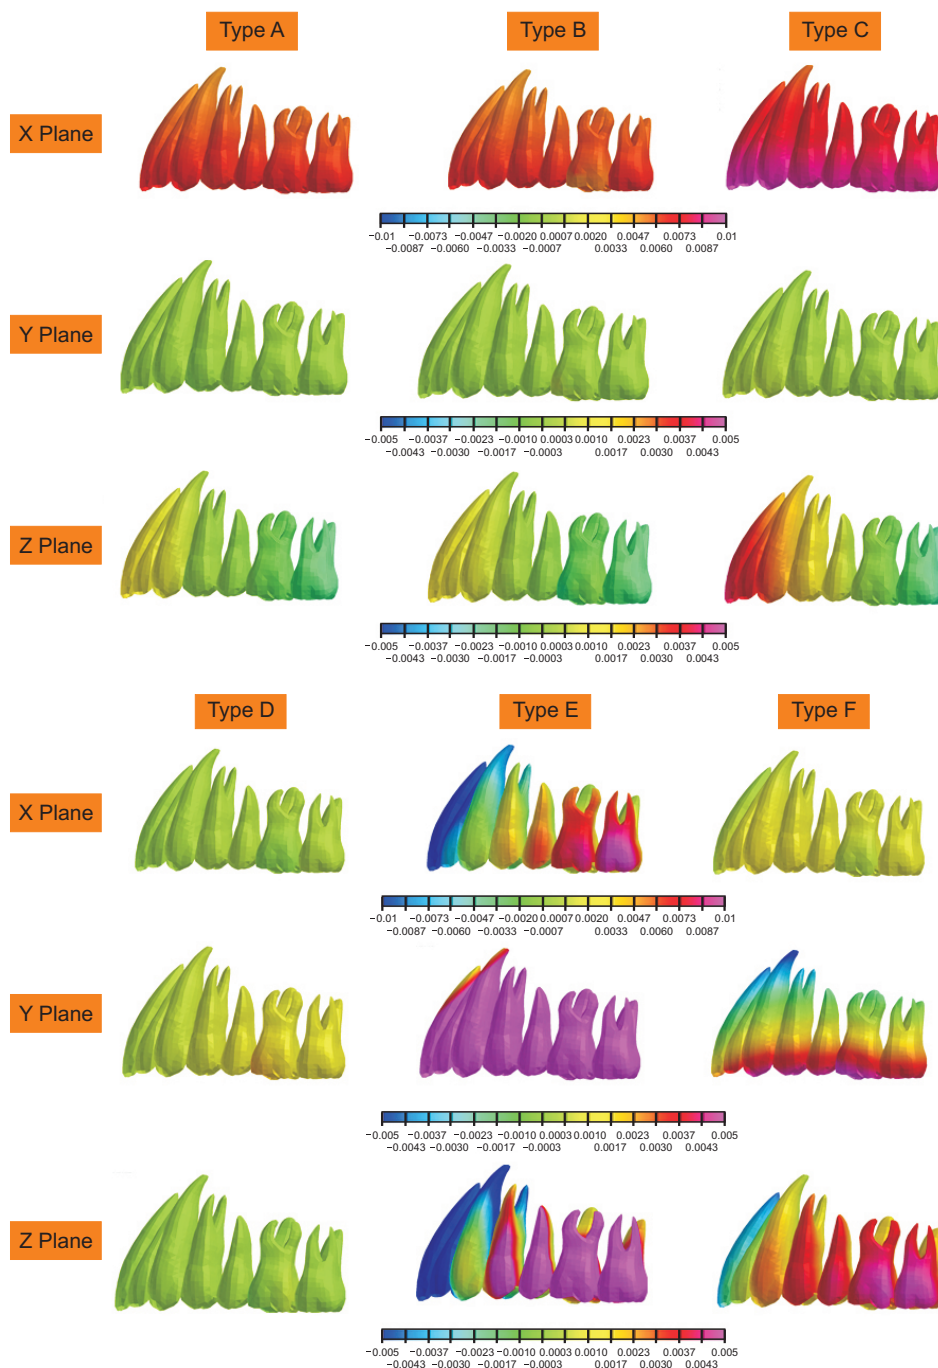 Type A Type B Type C
X Plane
−0.01 −0.0073 −0.0047 −0.0020 0.0007 0.0020 0.0047 0.0073 0.01
−0.0087 −0.0060 −0.0033 −0.0007 0.0033 0.0060 0.0087
Y Plane
−0.005 −0.0037 −0.0023 −0.0010 0.0003 0.0010 0.0023 0.0037 0.005
−0.0043 −0.0030 −0.0017 −0.0003 0.0017 0.0030 0.0043
Z Plane
−0.005 −0.0037 −0.0023 −0.0010 0.0003 0.0010 0.0023 0.0037 0.005
−0.0043 −0.0030 −0.0017 −0.0003 0.0017 0.0030 0.0043
Type D Type E Type F
X Plane
−0.01 −0.0073 −0.0047 −0.0020 0.0007 0.0020 0.0047 0.0073 0.01
−0.0087 −0.0060 −0.0033 −0.0007 0.0033 0.0060 0.0087
Y Plane
−0.005 −0.0037 −0.0023 −0.0010 0.0003 0.0010 0.0023 0.0037 0.005
−0.0043 −0.0030 −0.0017 −0.0003 0.0017 0.0030 0.0043
Z Plane
−0.005 −0.0037 −0.0023 −0.0010 0.0003 0.0010 0.0023 0.0037 0.005
−0.0043 −0.0030 −0.0017 −0.0003 0.0017 0.0030 0.0043